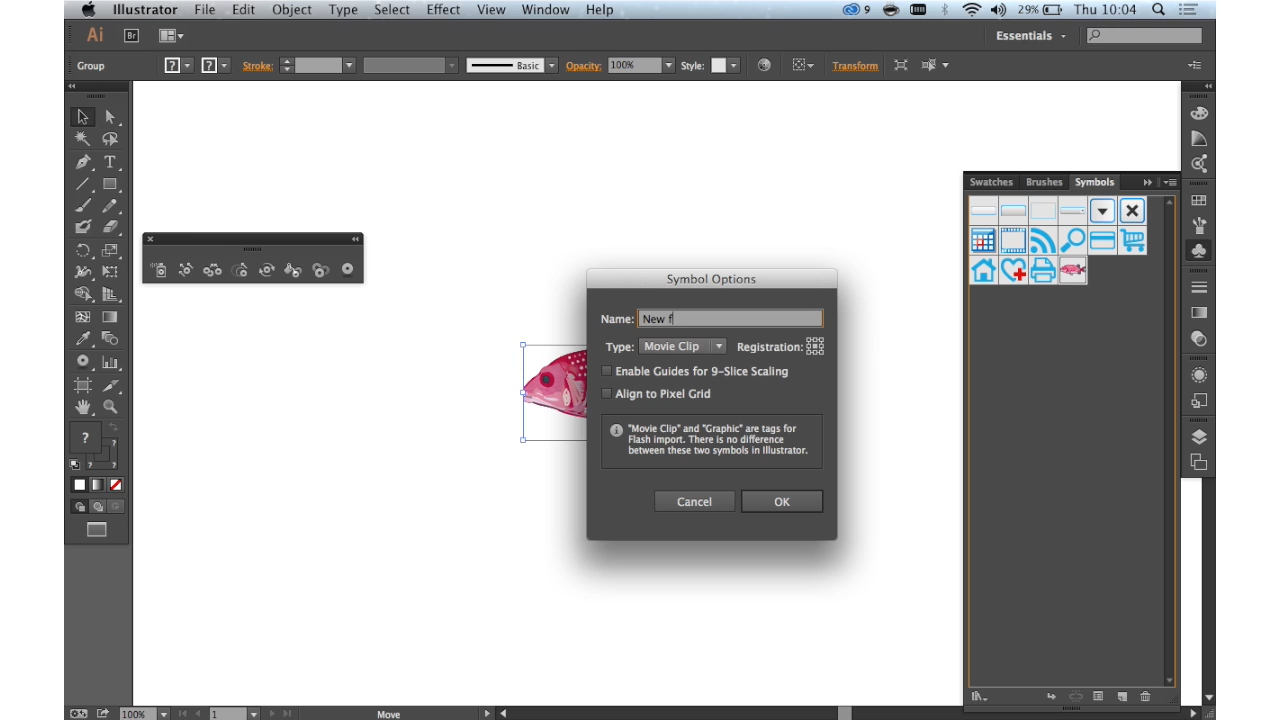 Illustrator File Edit Object Type Select Effect View Window Help 9 29% Thu 10:04
Ai Br Essentials
Group ? ? Stroke: Basic Opacity: 100% Style: Transform
Swatches Brushes Symbols
T
Symbol Options
Name: New f
Type: Movie Clip Registration:
Enable Guides for 9-Slice Scaling
Align to Pixel Grid
"Movie Clip" and "Graphic" are tags for
Flash import. There is no difference
between these two symbols in Illustrator.
Cancel OK
?
?
? ?
100% 1 Move